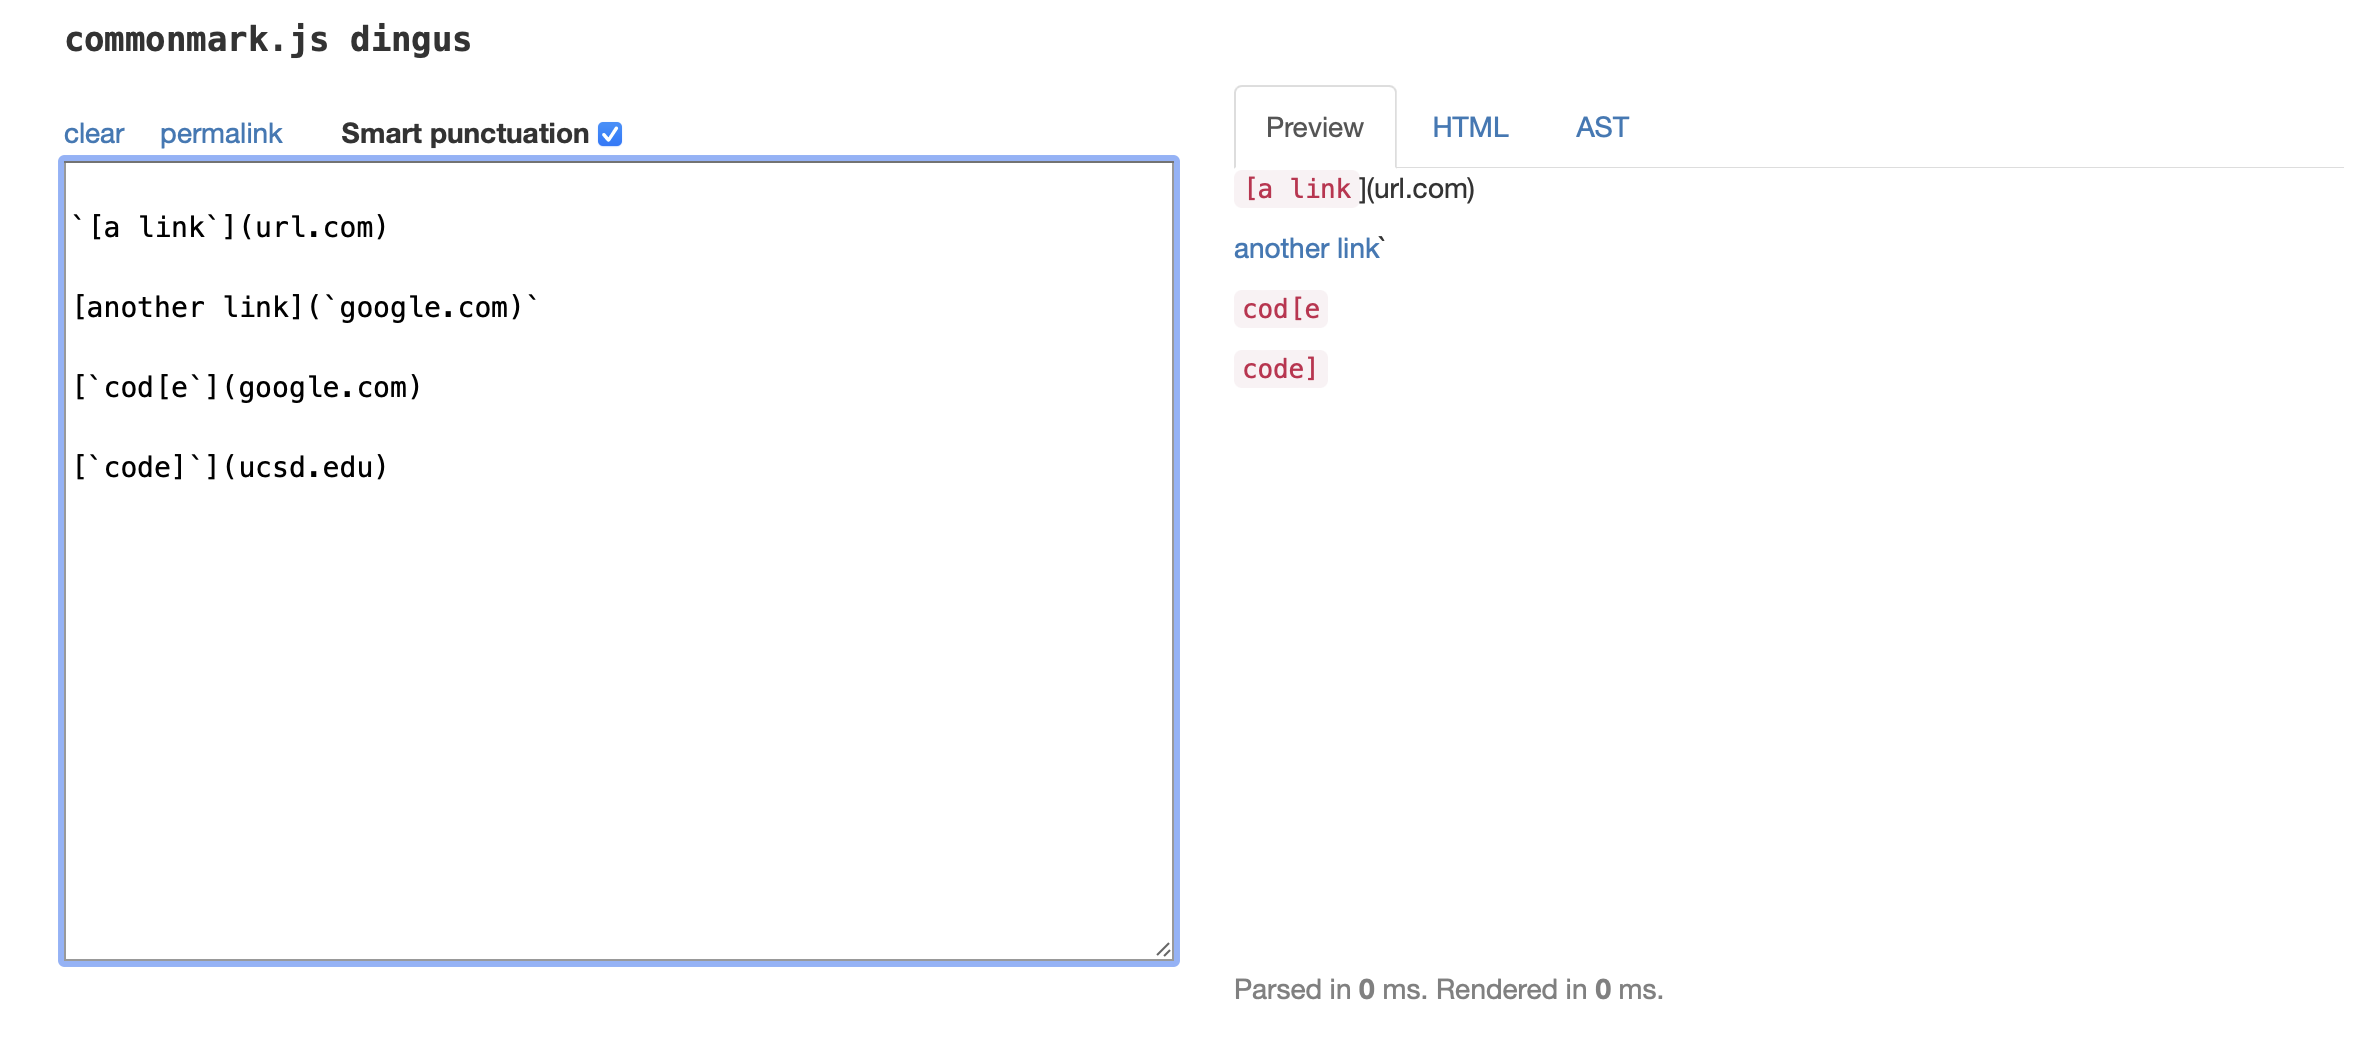 commonmark.js dingus
clear permalink Smart punctuation
`[a link`](url.com)
[another link](`google.com)`
[`cod[e`](google.com)
[`code]`](ucsd.edu)
Preview HTML AST
[a link](url.com)
another link`
cod[e
code]
Parsed in 0 ms. Rendered in 0 ms.